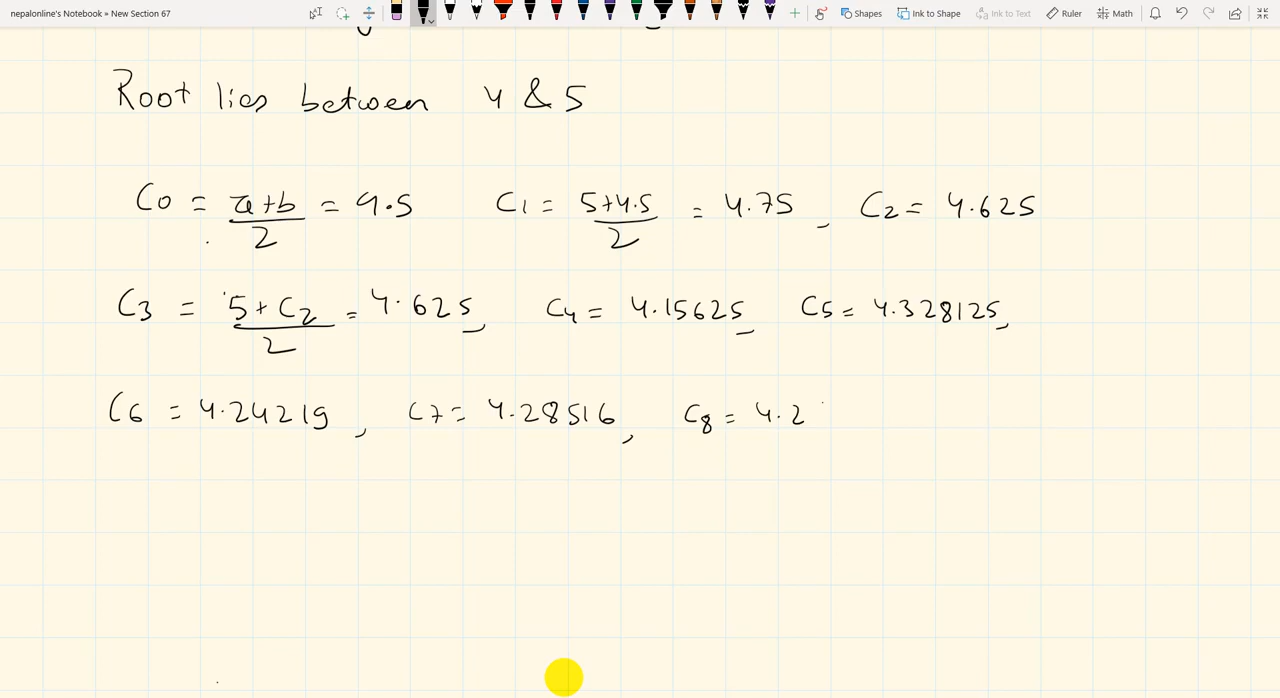 nepalonline's Notebook » New Section 67
Shapes Ink to Shape Ink to Text Ruler Math
Root lies between 4 & 5
C0 = a+b/2 = 9.5 C1 = 5+4.5/2 = 4.75 , C2 = 4.625
C3 = 5+C2/2 = 4.625, C4 = 4.15625, C5 = 4.328125,
C6 = 4.24219 , C7 = 4.28516, C8 = 4.2